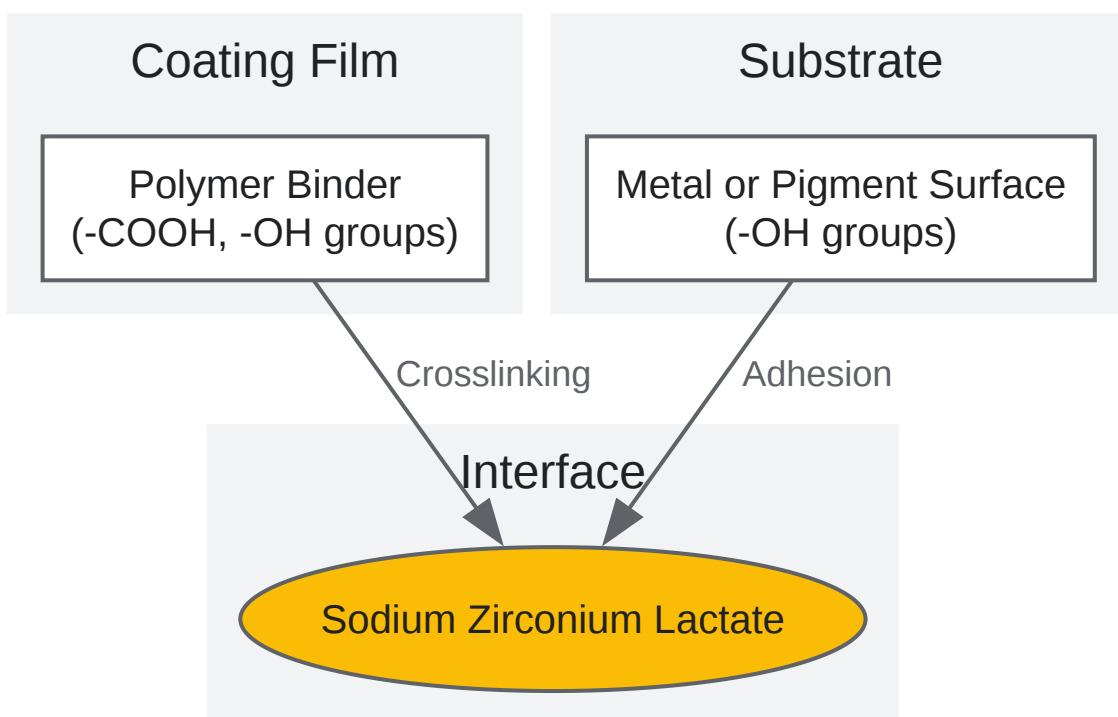 Coating Film
Substrate
Polymer Binder
(-COOH, -OH groups)
Metal or Pigment Surface
(-OH groups)
Crosslinking
Adhesion
Interface
Sodium Zirconium Lactate